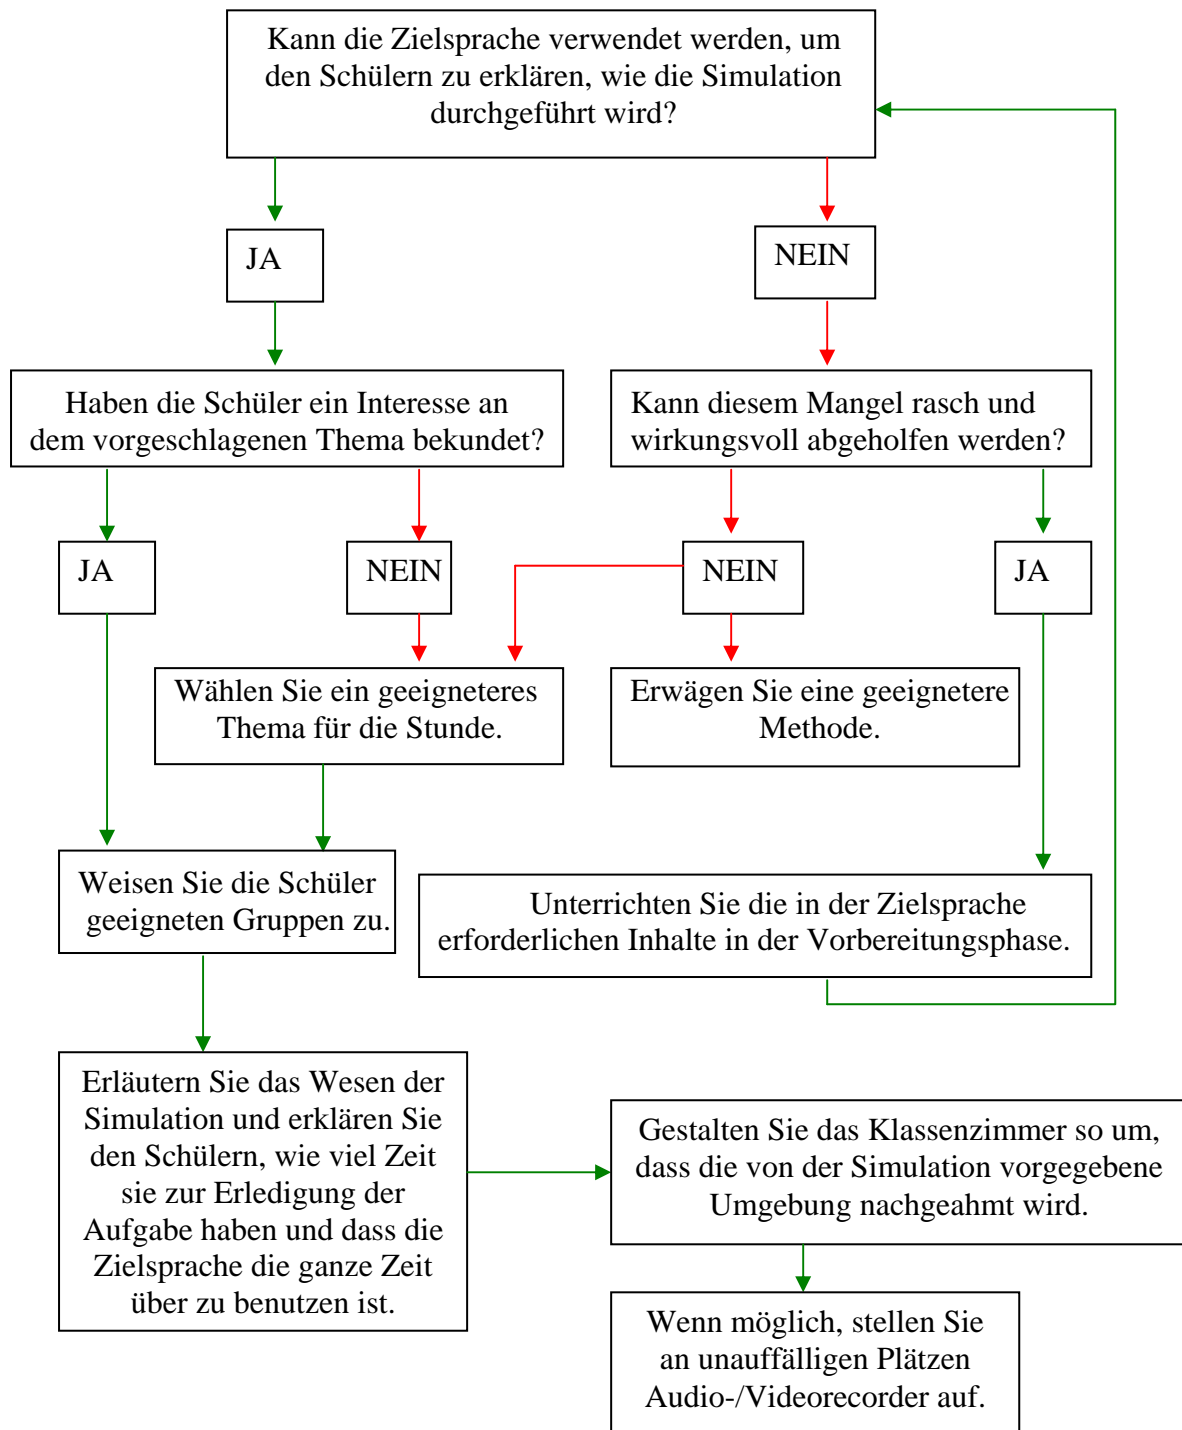 Kann die Zielsprache verwendet werden, um
den Schülern zu erklären, wie die Simulation
durchgeführt wird?
JA
NEIN
Haben die Schüler ein Interesse an
dem vorgeschlagenen Thema bekundet?
Kann diesem Mangel rasch und
wirkungsvoll abgeholfen werden?
JA
NEIN
NEIN
JA
Wählen Sie ein geeigneteres
Thema für die Stunde.
Erwägen Sie eine geeignetere
Methode.
Weisen Sie die Schüler
geeigneten Gruppen zu.
Unterrichten Sie die in der Zielsprache
erforderlichen Inhalte in der Vorbereitungsphase.
Erläutern Sie das Wesen der
Simulation und erklären Sie
den Schülern, wie viel Zeit
sie zur Erledigung der
Aufgabe haben und dass die
Zielsprache die ganze Zeit
über zu benutzen ist.
Gestalten Sie das Klassenzimmer so um,
dass die von der Simulation vorgegebene
Umgebung nachgeahmt wird.
Wenn möglich, stellen Sie
an unauffälligen Plätzen
Audio-/Videorecorder auf.